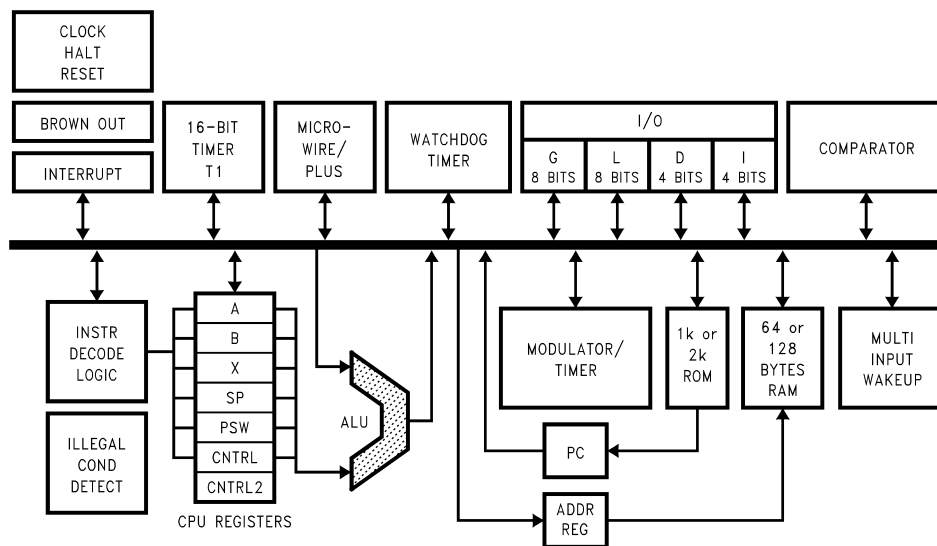 CLOCK
HALT
RESET
BROWN OUT
INTERRUPT
16-BIT
TIMER
T1
MICRO-
WIRE/
PLUS
WATCHDOG
TIMER
I/O
G
8 BITS
L
8 BITS
D
4 BITS
I
4 BITS
COMPARATOR
INSTR
DECODE
LOGIC
ILLEGAL
COND
DETECT
A
B
X
SP
PSW
CNTRL
CNTRL2
CPU REGISTERS
ALU
MODULATOR/
TIMER
1k or
2k
ROM
64 or
128
BYTES
RAM
MULTI
INPUT
WAKEUP
PC
ADDR
REG